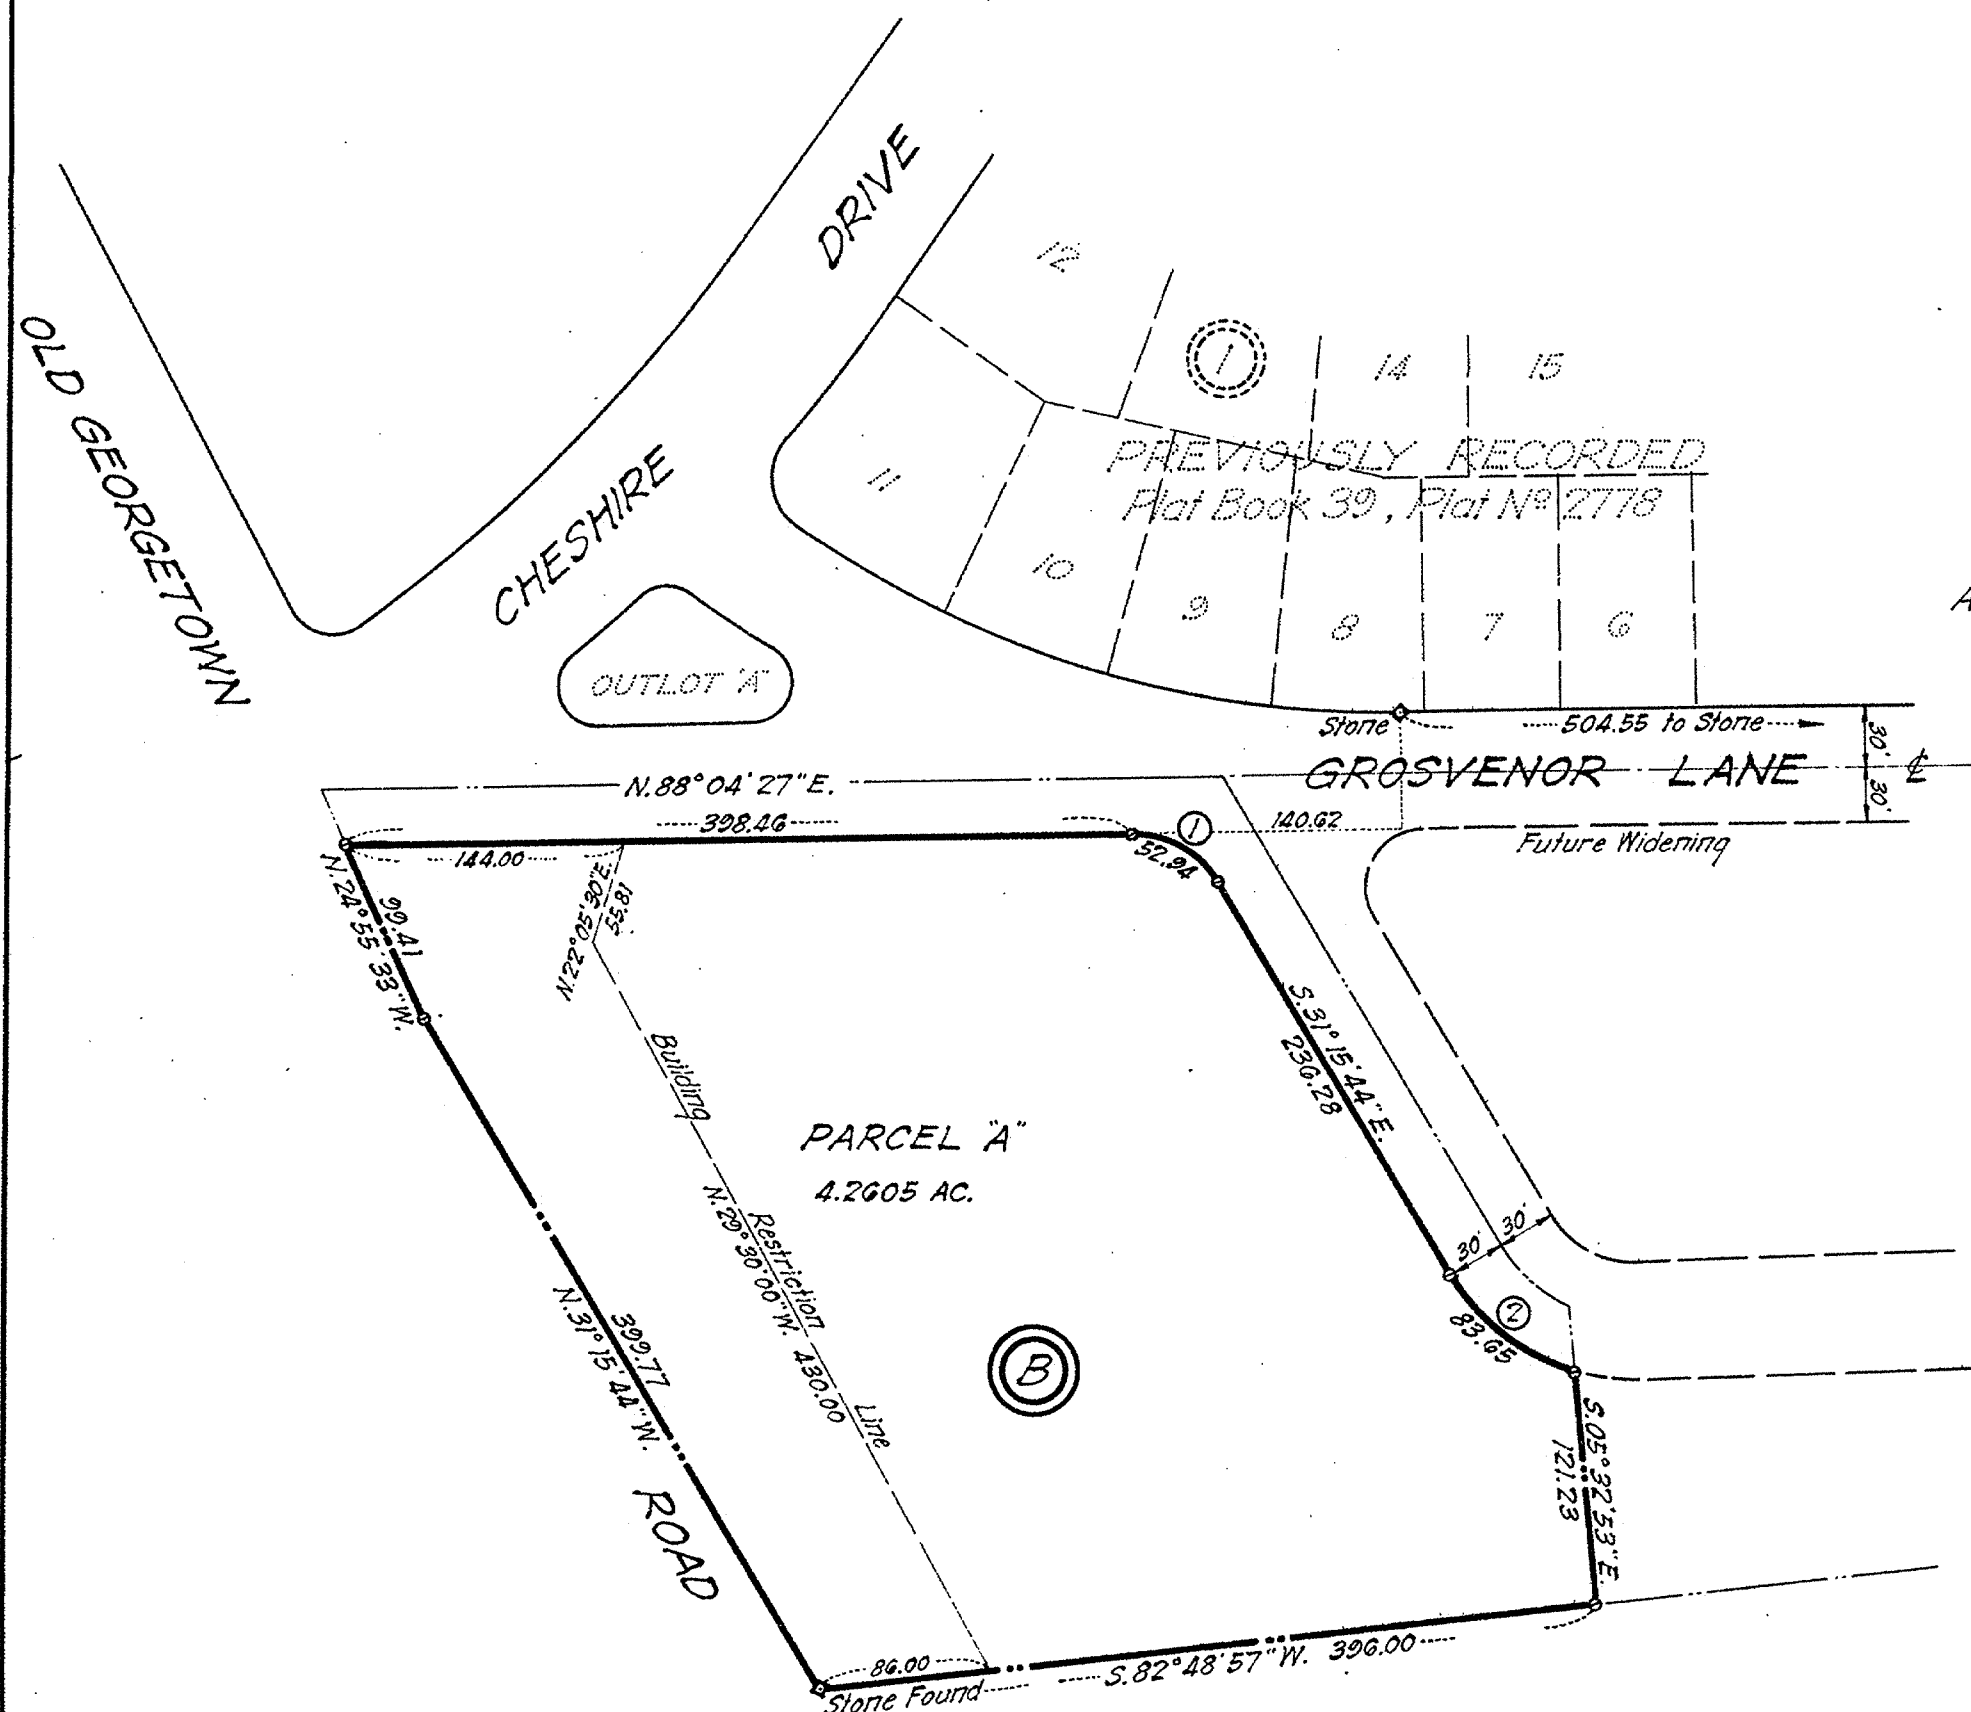 DRIVE
12
1
14
15
OLD GEORGETOWN
11
PREVIOUSLY RECORDED
CHESHIRE
Plat Book 39, Plat Nº 2778
10
9
8
7
6
A
OUTLOT "A"
Stone
504.55 to Stone
30'
30'
GROSVENOR LANE
℄
N.88°04'27"E.
398.46
1
140.62
Future Widening
144.00
52.94
N.24°55'33"W.
99.41
N.22°05'30"E.
55.81
S.31°15'44"E.
236.28
Building
Restriction
Line
N.29°30'00"W. 430.00
PARCEL "A"
4.2605 AC.
30'
30'
2
83.65
N.31°15'44"W.
399.77
B
ROAD
S.05°32'53"E.
121.23
86.00
Stone Found
S.82°48'57"W. 396.00